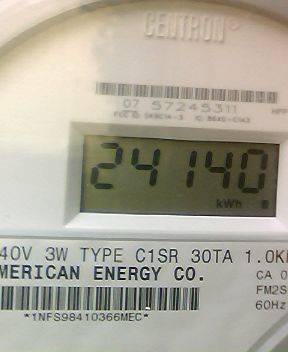 CENTRON®
07 57245311
24140
kWh
40V 3W TYPE C1SR 30TA 1.0K
MERICAN ENERGY CO.
CA 0
FM2S
60Hz
*1NFS98410366MEC*